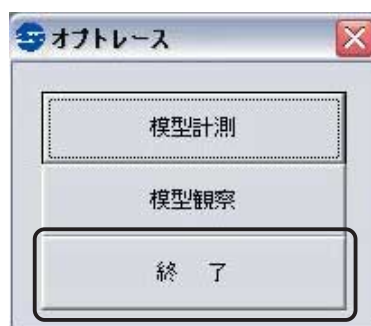 オプトレース
模型計測
模型観察
終　了